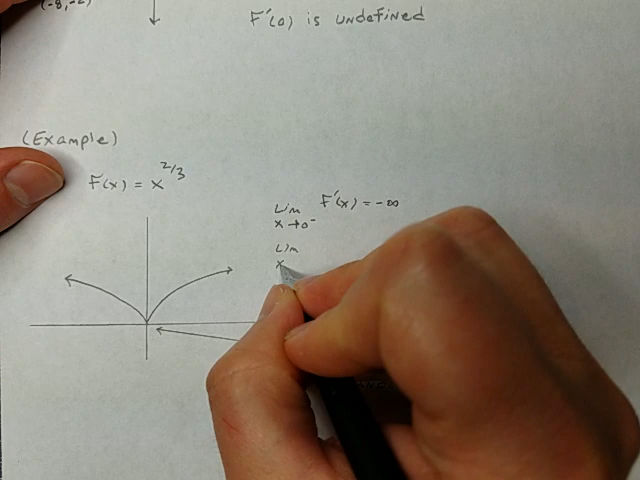 (-8,-2)
F'(0) is undefined
(Example)
F(x) = x^2/3
Lim F'(x) = -∞
x→0⁻
Lim
x